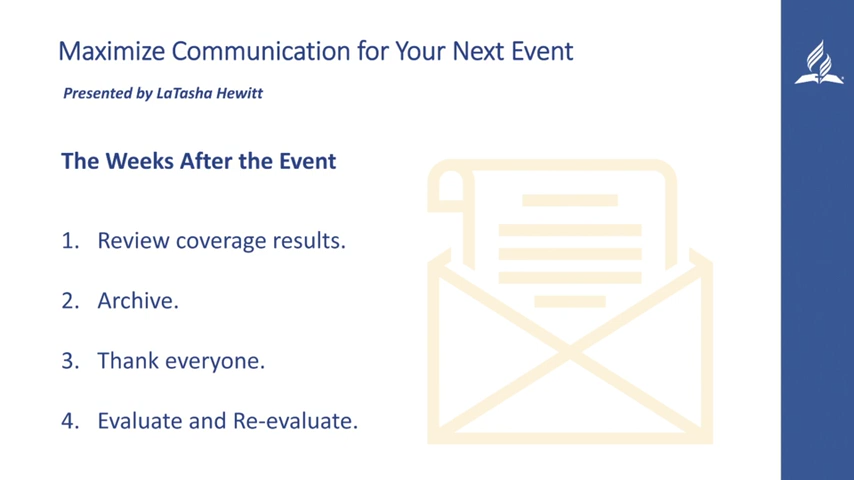 Maximize Communication for Your Next Event
Presented by LaTasha Hewitt
The Weeks After the Event
1. Review coverage results.
2. Archive.
3. Thank everyone.
4. Evaluate and Re-evaluate.